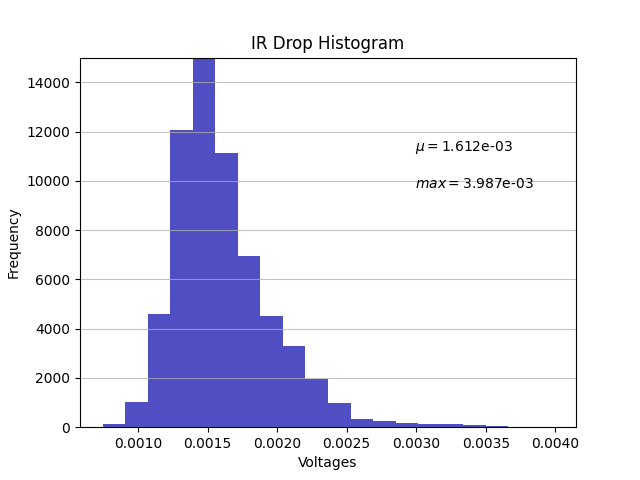 IR Drop Histogram
14000
12000
10000
8000
6000
4000
2000
0
Frequency
μ = 1.612e-03
max = 3.987e-03
0.0010 0.0015 0.0020 0.0025 0.0030 0.0035 0.0040
Voltages